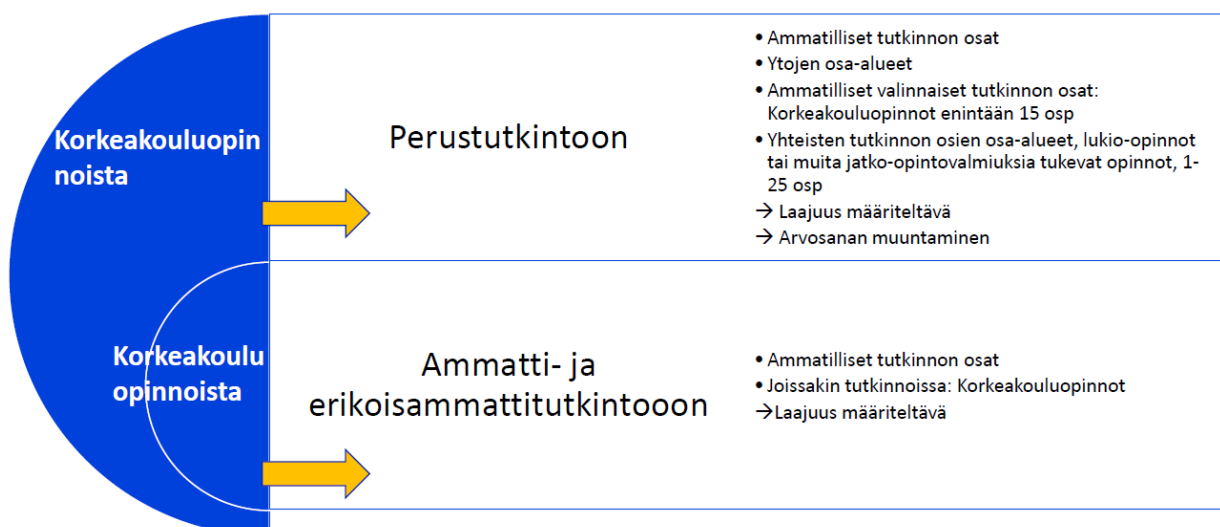 Korkeakouluopin
noista
Perustutkintoon
• Ammatilliset tutkinnon osat
• Ytojen osa-alueet
• Ammatilliset valinnaiset tutkinnon osat:
Korkeakouluopinnot enintään 15 osp
• Yhteisten tutkinnon osien osa-alueet, lukio-opinnot
tai muita jatko-opintovalmiuksia tukevat opinnot, 1-
25 osp
→ Laajuus määriteltävä
→ Arvosanan muuntaminen
Korkeakoulu
opinnoista
Ammatti- ja
erikoisammattitutkintooon
• Ammatilliset tutkinnon osat
• Joissakin tutkinnoissa: Korkeakouluopinnot
→Laajuus määriteltävä